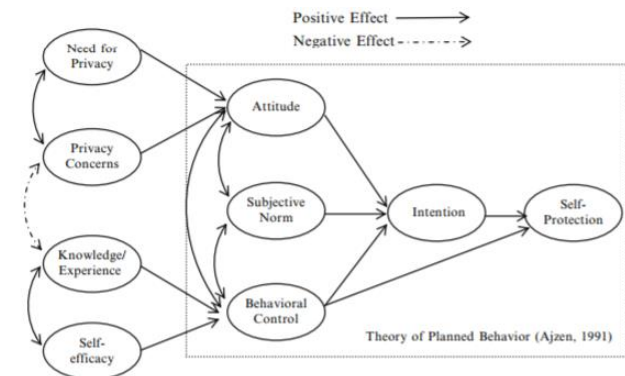 Positive Effect
Negative Effect
Need for
Privacy
Attitude
Privacy
Concerns
Subjective
Norm
Intention
Self-
Protection
Knowledge/
Experience
Behavioral
Control
Self-
efficacy
Theory of Planned Behavior (Ajzen, 1991)